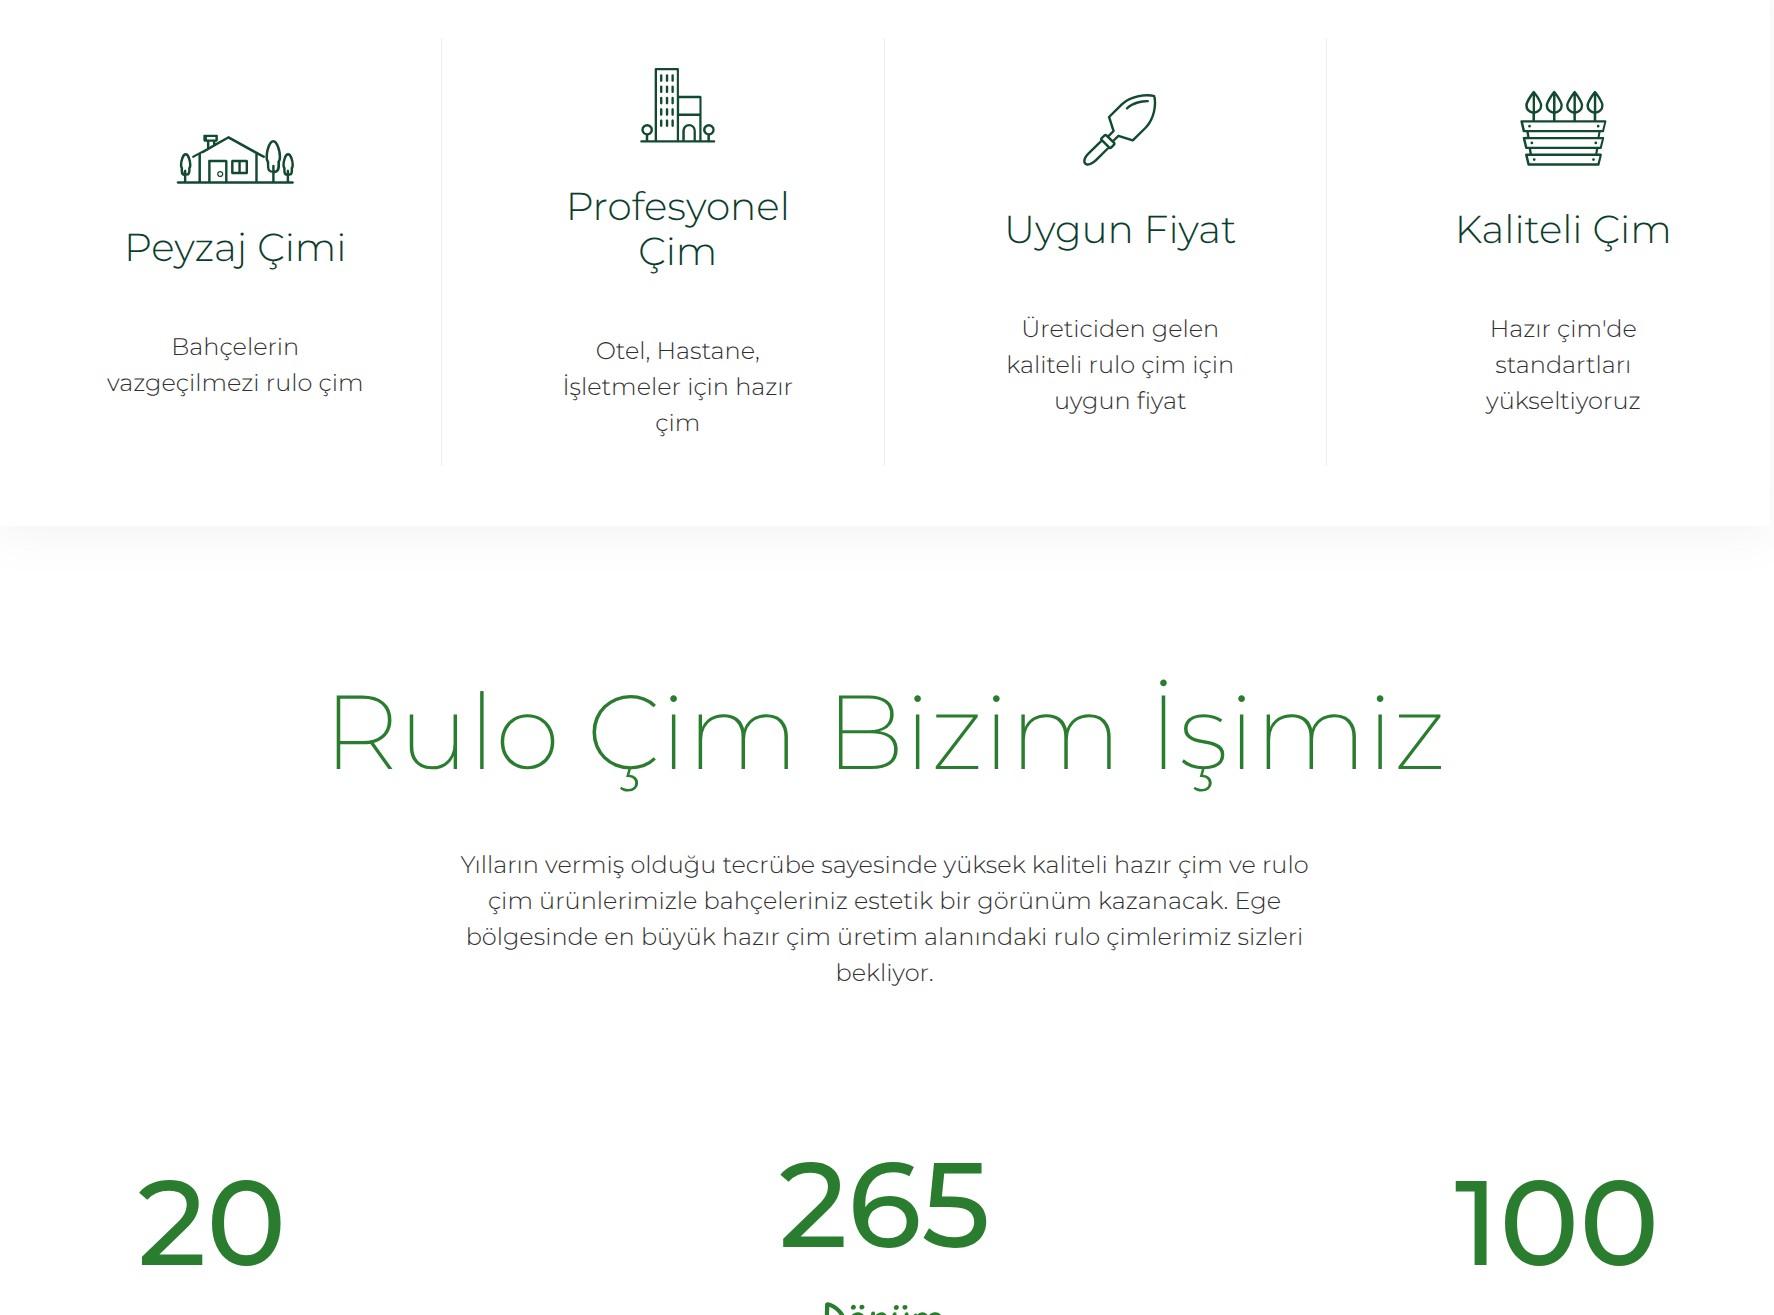 Peyzaj Çimi
Bahçelerin
vazgeçilmezi rulo çim
Profesyonel
Çim
Otel, Hastane,
İşletmeler için hazır
çim
Uygun Fiyat
Üreticiden gelen
kaliteli rulo çim için
uygun fiyat
Kaliteli Çim
Hazır çim'de
standartları
yükseltiyoruz
Rulo Çim Bizim İşimiz
Yılların vermiş olduğu tecrübe sayesinde yüksek kaliteli hazır çim ve rulo
çim ürünlerimizle bahçeleriniz estetik bir görünüm kazanacak. Ege
bölgesinde en büyük hazır çim üretim alanındaki rulo çimlerimiz sizleri
bekliyor.
20
265
Dönüm
100